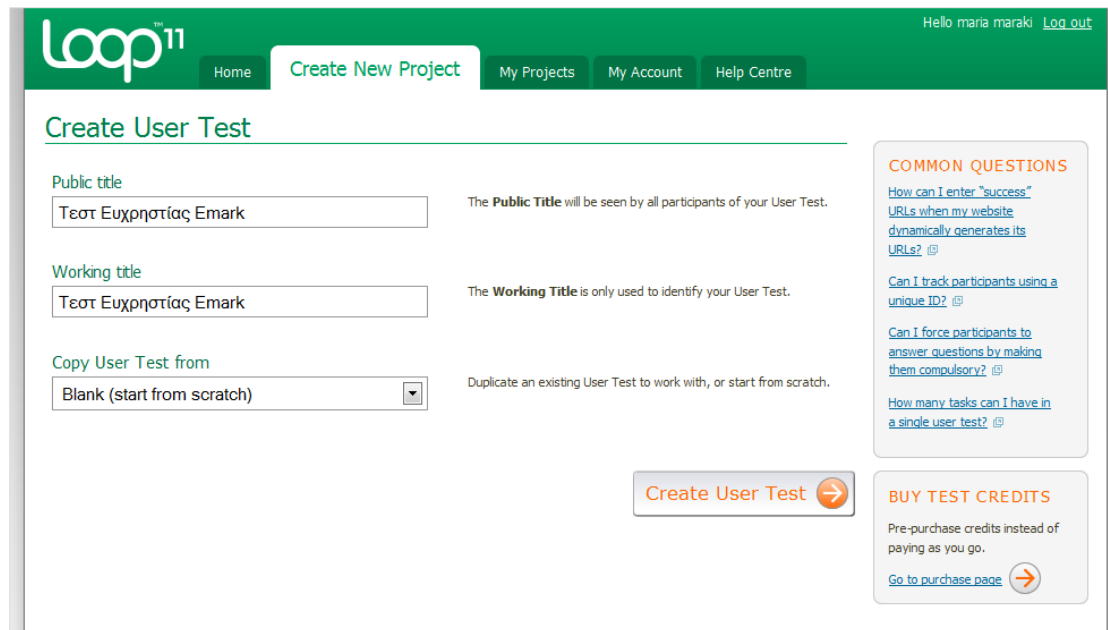 Loop11™
Hello maria maraki Log out
Home
Create New Project
My Projects
My Account
Help Centre
Create User Test
Public title
Τεστ Ευχρηστίας Emark
The Public Title will be seen by all participants of your User Test.
Working title
Τεστ Ευχρηστίας Emark
The Working Title is only used to identify your User Test.
Copy User Test from
Blank (start from scratch)
Duplicate an existing User Test to work with, or start from scratch.
Create User Test
COMMON QUESTIONS
How can I enter “success”
URLs when my website
dynamically generates its
URLs?
Can I track participants using a
unique ID?
Can I force participants to
answer questions by making
them compulsory?
How many tasks can I have in
a single user test?
BUY TEST CREDITS
Pre-purchase credits instead of
paying as you go.
Go to purchase page